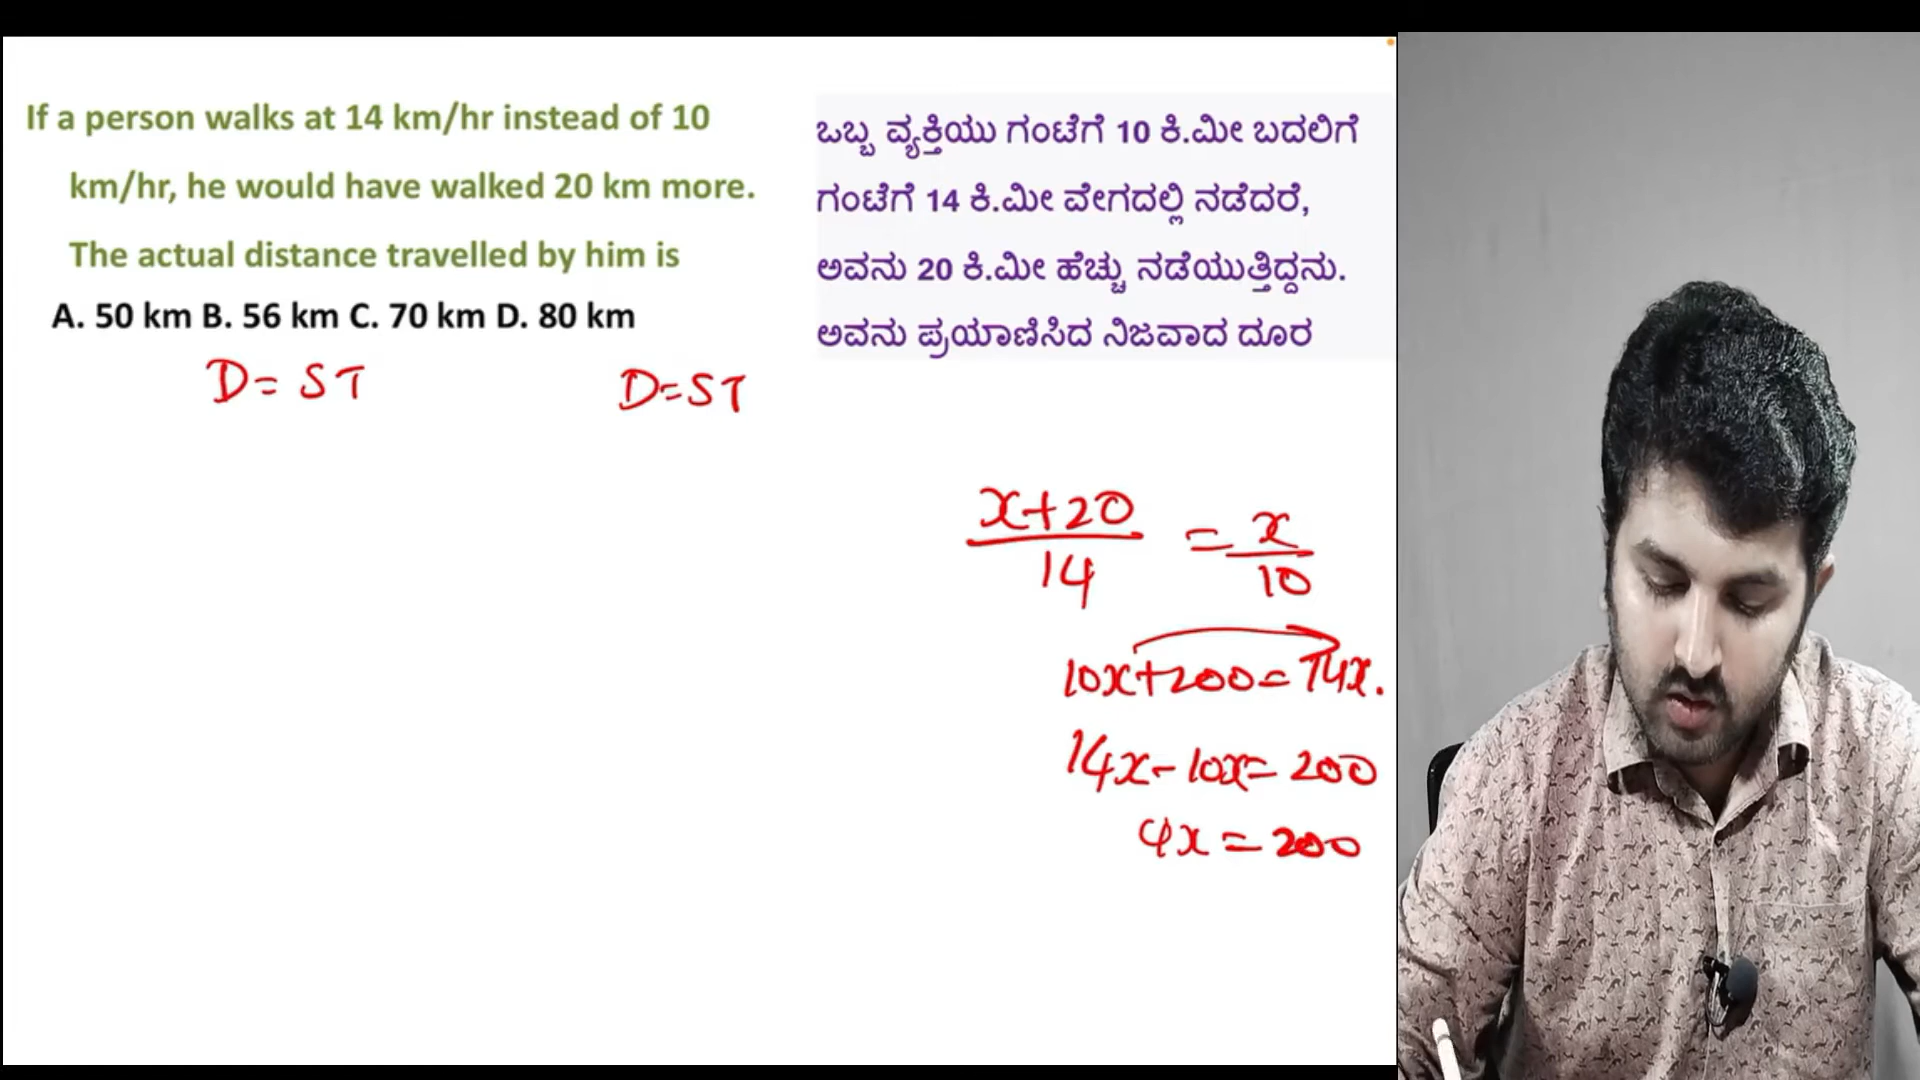 If a person walks at 14 km/hr instead of 10
km/hr, he would have walked 20 km more.
The actual distance travelled by him is
A. 50 km B. 56 km C. 70 km D. 80 km
ಒಬ್ಬ ವ್ಯಕ್ತಿಯು ಗಂಟೆಗೆ 10 ಕಿ.ಮೀ ಬದಲಿಗೆ
ಗಂಟೆಗೆ 14 ಕಿ.ಮೀ ವೇಗದಲ್ಲಿ ನಡೆದರೆ,
ಅವನು 20 ಕಿ.ಮೀ ಹೆಚ್ಚು ನಡೆಯುತ್ತಿದ್ದನು.
ಅವನು ಪ್ರಯಾಣಿಸಿದ ನಿಜವಾದ ದೂರ
D= ST
D=ST
x+20 = x
14 10
10x+200=14x.
14x-10x=200
4x=200